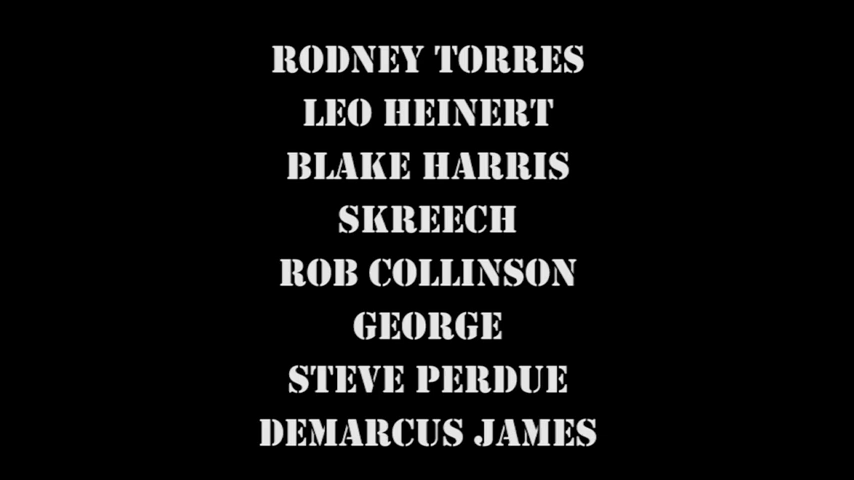 RODNEY TORRES
LEO HEINERT
BLAKE HARRIS
SKREECH
ROB COLLINSON
GEORGE
STEVE PERDUE
DEMARCUS JAMES